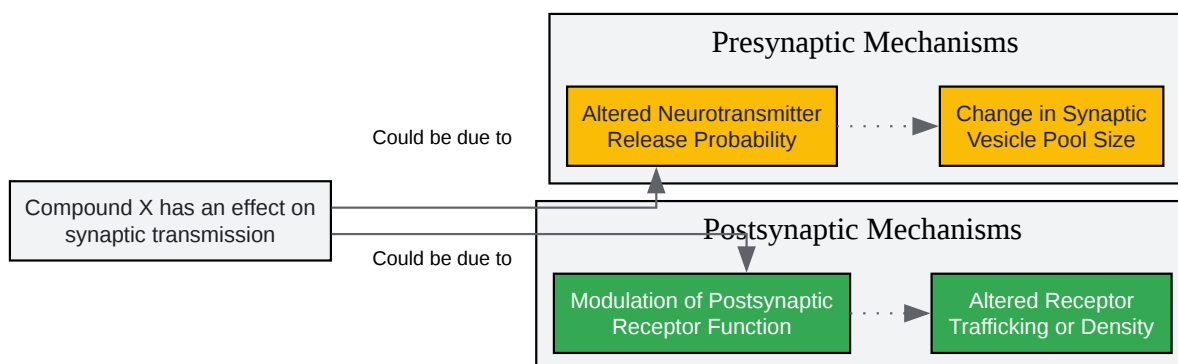 Presynaptic Mechanisms
Altered Neurotransmitter
Release Probability
Change in Synaptic
Vesicle Pool Size
Could be due to
Compound X has an effect on
synaptic transmission
Postsynaptic Mechanisms
Could be due to
Modulation of Postsynaptic
Receptor Function
Altered Receptor
Trafficking or Density